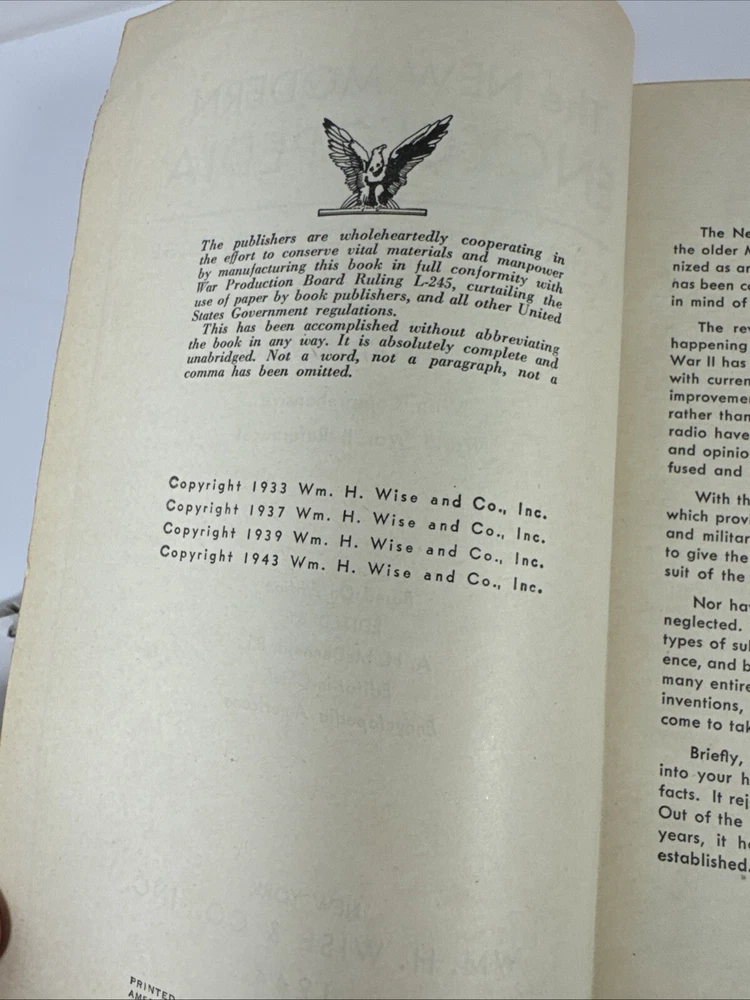 The publishers are wholeheartedly cooperating in
the effort to conserve vital materials and manpower
by manufacturing this book in full conformity with
War Production Board Ruling L-245, curtailing the
use of paper by book publishers, and all other United
States Government regulations.
This has been accomplished without abbreviating
the book in any way. It is absolutely complete and
unabridged. Not a word, not a paragraph, not a
comma has been omitted.
Copyright 1933 Wm. H. Wise and Co., Inc.
Copyright 1937 Wm. H. Wise and Co., Inc.
Copyright 1939 Wm. H. Wise and Co., Inc.
Copyright 1943 Wm. H. Wise and Co., Inc.
PRINTED
The Ne
the older
nized as an
has been
in mind of
The rev
happening
War II has
with curren
improveme
rather than
radio have
and opinio
fused and
With th
which provi
and militar
to give the
suit of the
Nor ha
neglected.
types of su
ence, and b
many entire
inventions,
come to tak
Briefly,
into your h
facts. It rej
Out of the
years, it h
established.